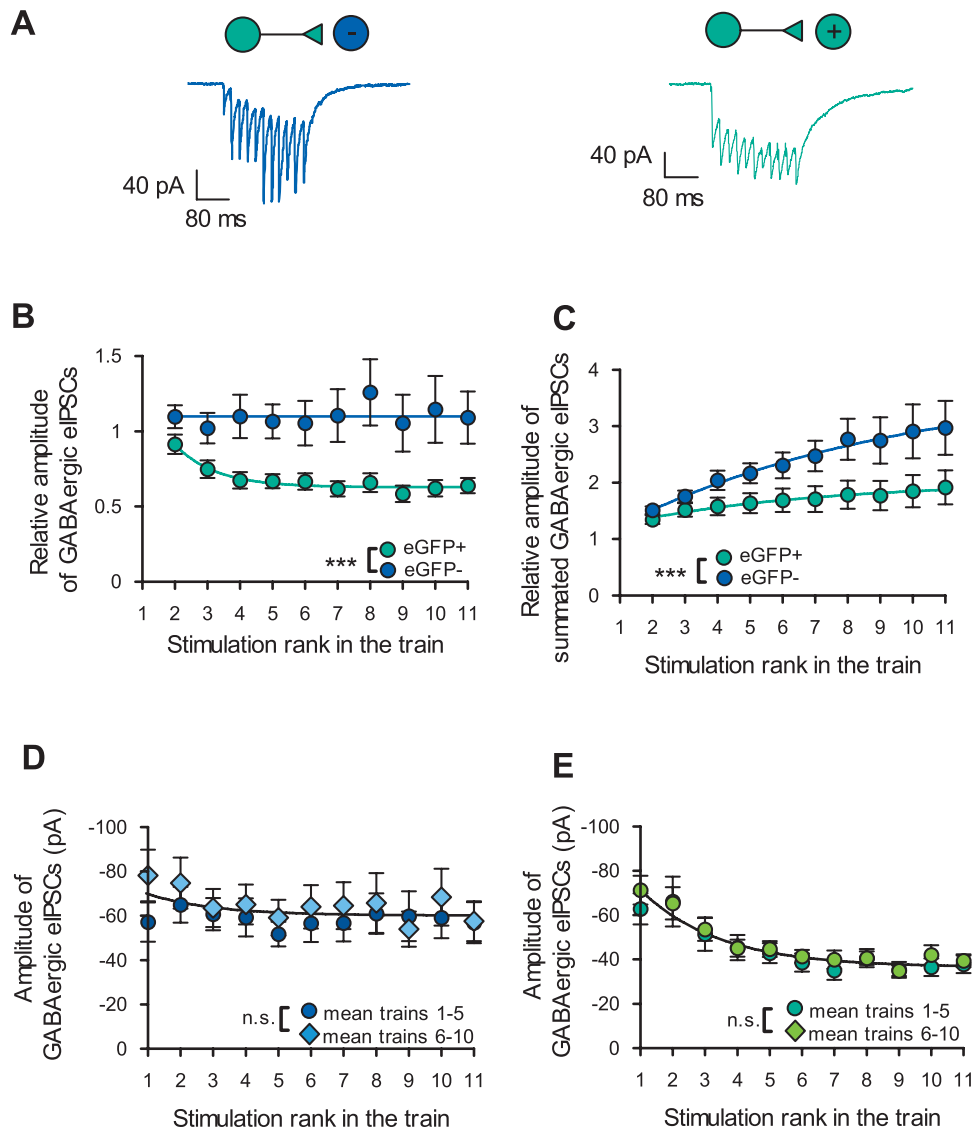 A
-
+
40 pA
80 ms
40 pA
80 ms
B
Relative amplitude
of GABAergic eIPSCs
1.5
1
0.5
0
***
eGFP+
eGFP-
1 2 3 4 5 6 7 8 9 10 11
Stimulation rank in the train
C
Relative amplitude of
summated GABAergic eIPSCs
4
3
2
1
0
***
eGFP+
eGFP-
1 2 3 4 5 6 7 8 9 10 11
Stimulation rank in the train
D
Amplitude of
GABAergic eIPSCs (pA)
-100
-80
-60
-40
-20
0
n.s.
mean trains 1-5
mean trains 6-10
1 2 3 4 5 6 7 8 9 10 11
Stimulation rank in the train
E
Amplitude of
GABAergic eIPSCs (pA)
-100
-80
-60
-40
-20
0
n.s.
mean trains 1-5
mean trains 6-10
1 2 3 4 5 6 7 8 9 10 11
Stimulation rank in the train